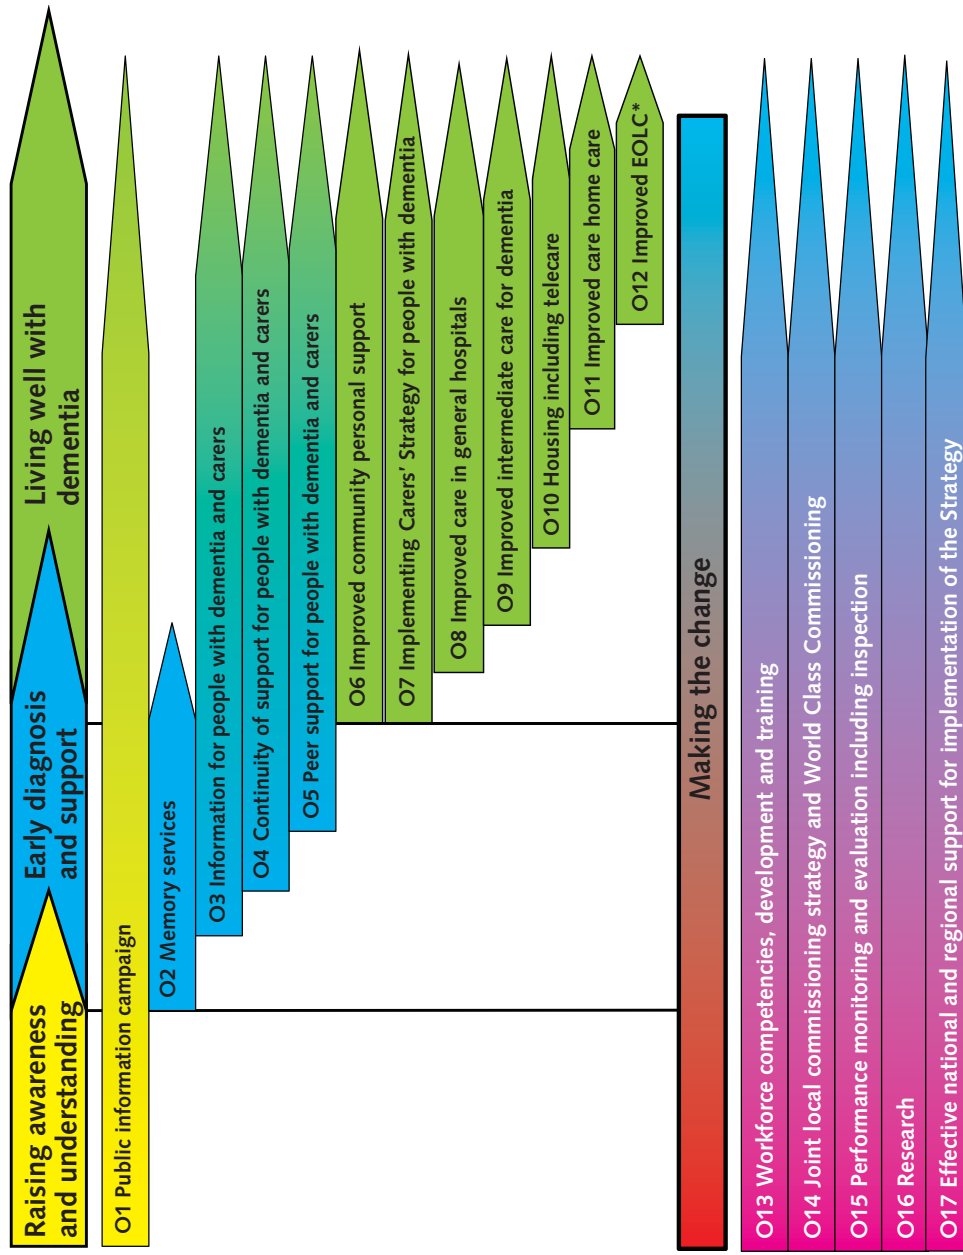 Raising awareness
and understanding
Early diagnosis
and support
Living well with
dementia
O1 Public information campaign
O2 Memory services
O3 Information for people with dementia and carers
O4 Continuity of support for people with dementia and carers
O5 Peer support for people with dementia and carers
O6 Improved community personal support
O7 Implementing Carers' Strategy for people with dementia
O8 Improved care in general hospitals
O9 Improved intermediate care for dementia
O10 Housing including telecare
O11 Improved care home care
O12 Improved EOLC*
Making the change
O13 Workforce competencies, development and training
O14 Joint local commissioning strategy and World Class Commissioning
O15 Performance monitoring and evaluation including inspection
O16 Research
O17 Effective national and regional support for implementation of the Strategy